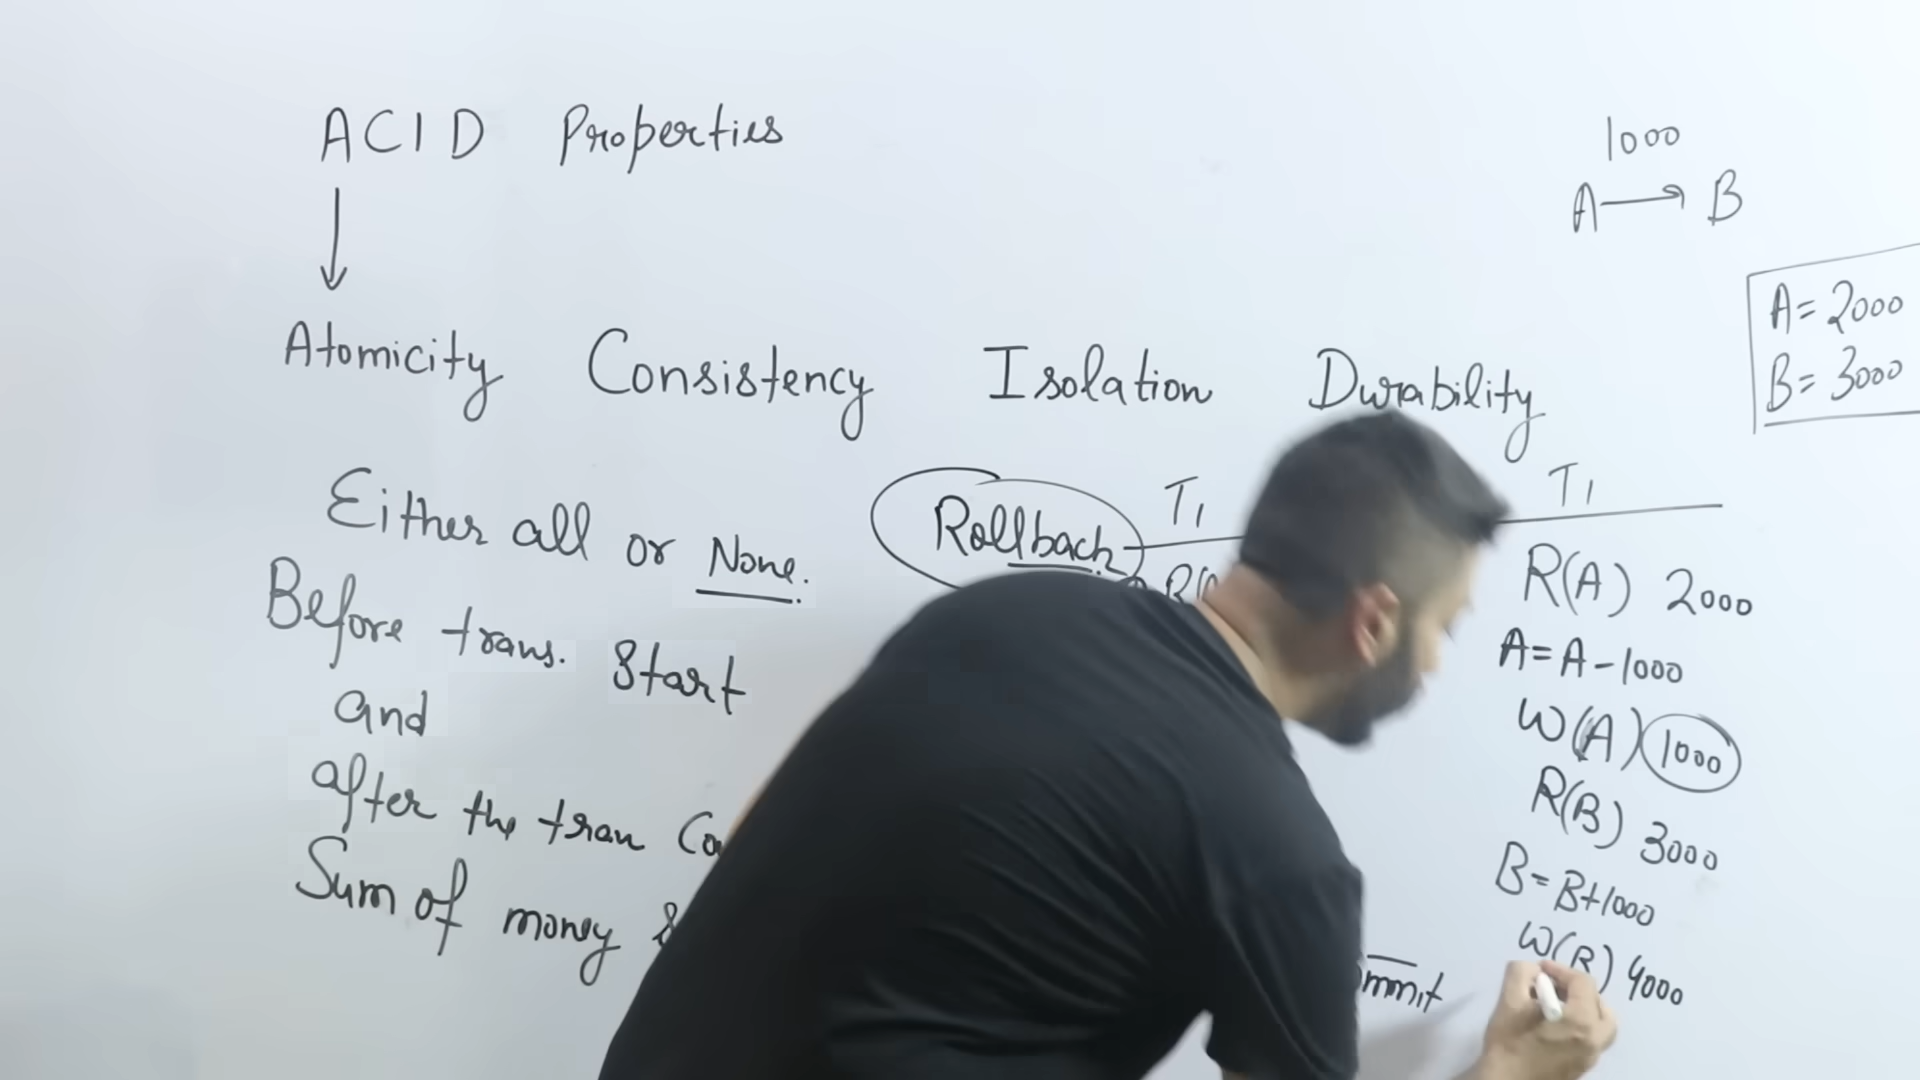 ACID Properties
1000
A → B
A = 2000
B = 3000
Atomicity Consistency Isolation Durability
Either all or None.
Before trans. Start
and
after the tran
Sum of money
Rollback
T1
T1
R(A) 2000
A = A - 1000
W(A) 1000
R(B) 3000
B = B + 1000
W(B) 4000